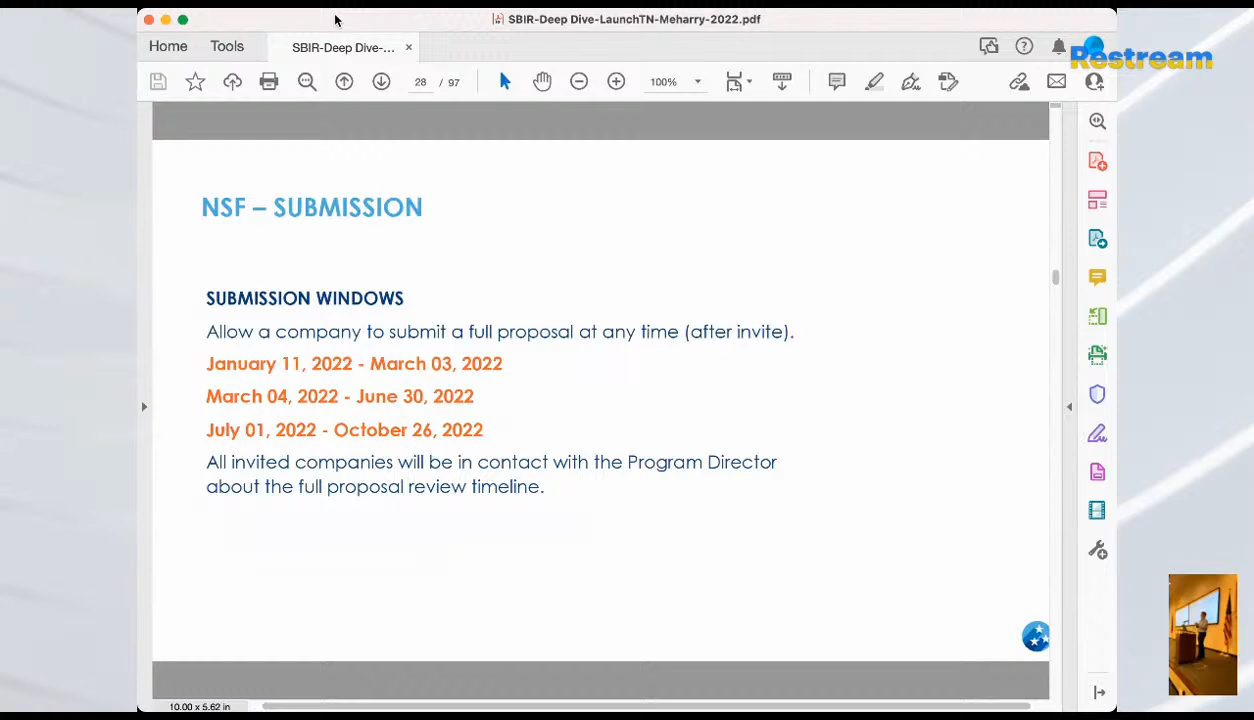 SBIR-Deep Dive-LaunchTN-Meharry-2022.pdf
Home Tools SBIR-Deep Dive-... ×
Restream
28 / 97 100%
NSF – SUBMISSION
SUBMISSION WINDOWS
Allow a company to submit a full proposal at any time (after invite).
January 11, 2022 - March 03, 2022
March 04, 2022 - June 30, 2022
July 01, 2022 - October 26, 2022
All invited companies will be in contact with the Program Director
about the full proposal review timeline.
10.00 x 5.62 in